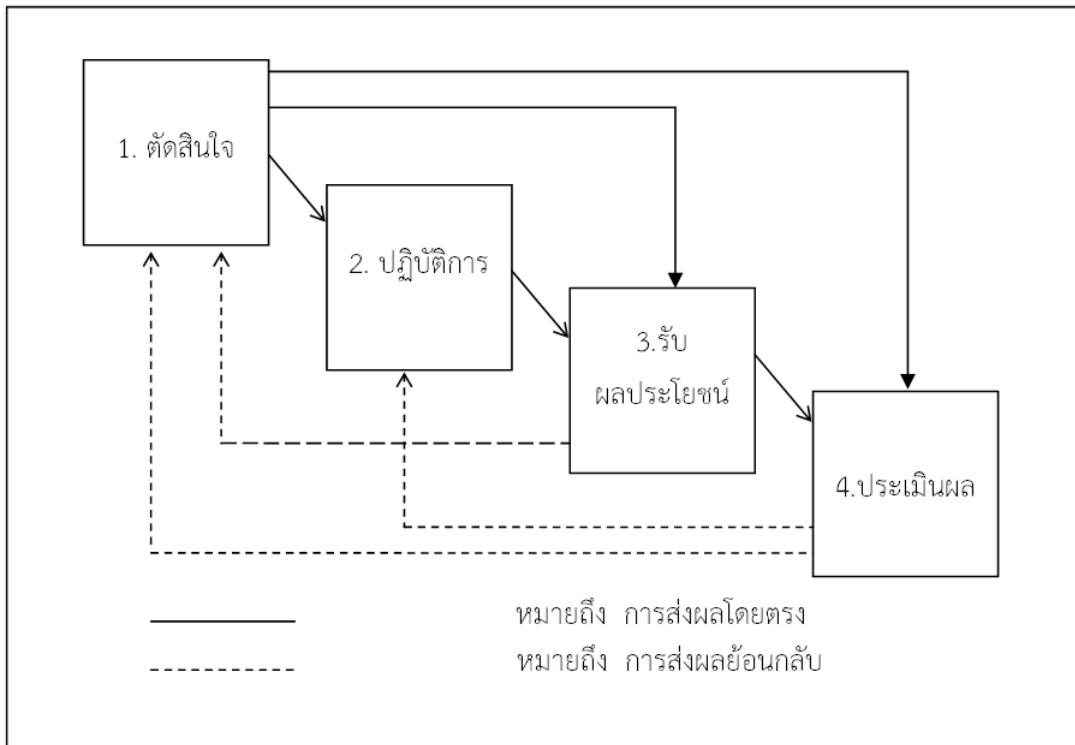 1. ตัดสินใจ
2. ปฏิบัติการ
3.รับ
ผลประโยชน์
4.ประเมินผล
หมายถึง การส่งผลโดยตรง
หมายถึง การส่งผลย้อนกลับ